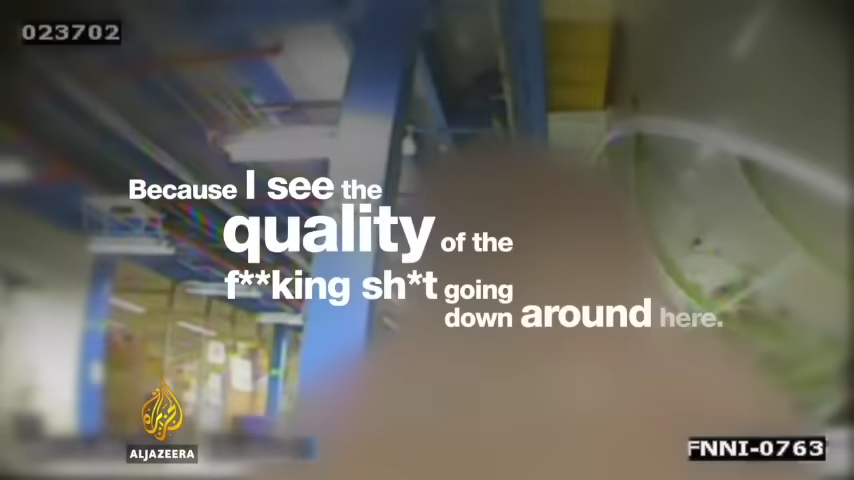 023702
Because I see the
quality of the
f**king sh*t going
down around here.
ALJAZEERA
FNNI-0763